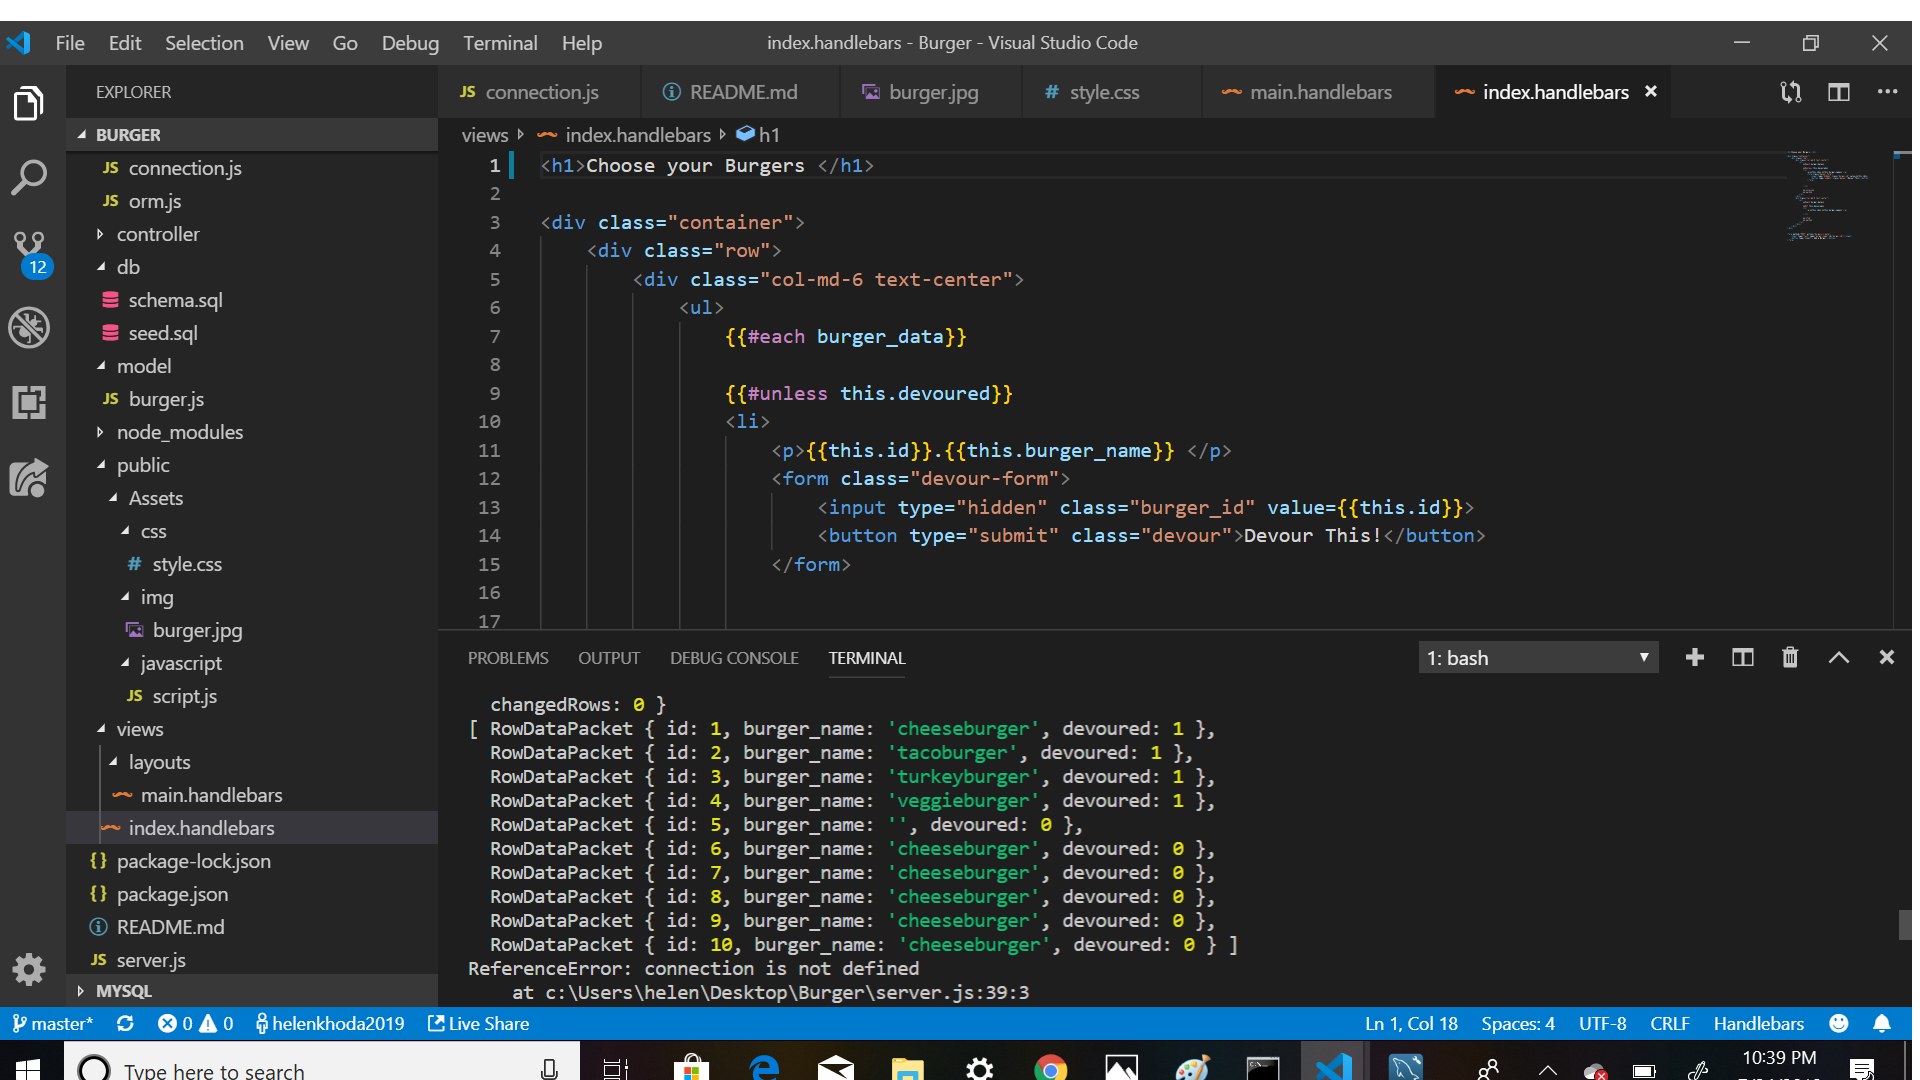 File Edit Selection View Go Debug Terminal Help
index.handlebars - Burger - Visual Studio Code
EXPLORER
BURGER
JS connection.js
JS orm.js
controller
db
schema.sql
seed.sql
model
JS burger.js
node_modules
public
Assets
css
# style.css
img
burger.jpg
javascript
JS script.js
views
layouts
main.handlebars
index.handlebars
{} package-lock.json
{} package.json
README.md
JS server.js
MYSQL
12
JS connection.js
README.md
burger.jpg
# style.css
main.handlebars
index.handlebars
views index.handlebars h1
1 <h1>Choose your Burgers </h1>
2
3 <div class="container">
4 <div class="row">
5 <div class="col-md-6 text-center">
6 <ul>
7 {{#each burger_data}}
8
9 {{#unless this.devoured}}
10 <li>
11 <p>{{this.id}}.{{this.burger_name}} </p>
12 <form class="devour-form">
13 <input type="hidden" class="burger_id" value={{this.id}}>
14 <button type="submit" class="devour">Devour This!</button>
15 </form>
16
17
PROBLEMS OUTPUT DEBUG CONSOLE TERMINAL
1: bash
changedRows: 0 }
[ RowDataPacket { id: 1, burger_name: 'cheeseburger', devoured: 1 },
RowDataPacket { id: 2, burger_name: 'tacoburger', devoured: 1 },
RowDataPacket { id: 3, burger_name: 'turkeyburger', devoured: 1 },
RowDataPacket { id: 4, burger_name: 'veggieburger', devoured: 1 },
RowDataPacket { id: 5, burger_name: '', devoured: 0 },
RowDataPacket { id: 6, burger_name: 'cheeseburger', devoured: 0 },
RowDataPacket { id: 7, burger_name: 'cheeseburger', devoured: 0 },
RowDataPacket { id: 8, burger_name: 'cheeseburger', devoured: 0 },
RowDataPacket { id: 9, burger_name: 'cheeseburger', devoured: 0 },
RowDataPacket { id: 10, burger_name: 'cheeseburger', devoured: 0 } ]
ReferenceError: connection is not defined
at c:\Users\helen\Desktop\Burger\server.js:39:3
master* 0 0 helenkhoda2019 Live Share
Ln 1, Col 18 Spaces: 4 UTF-8 CRLF Handlebars
Type here to search
10:39 PM